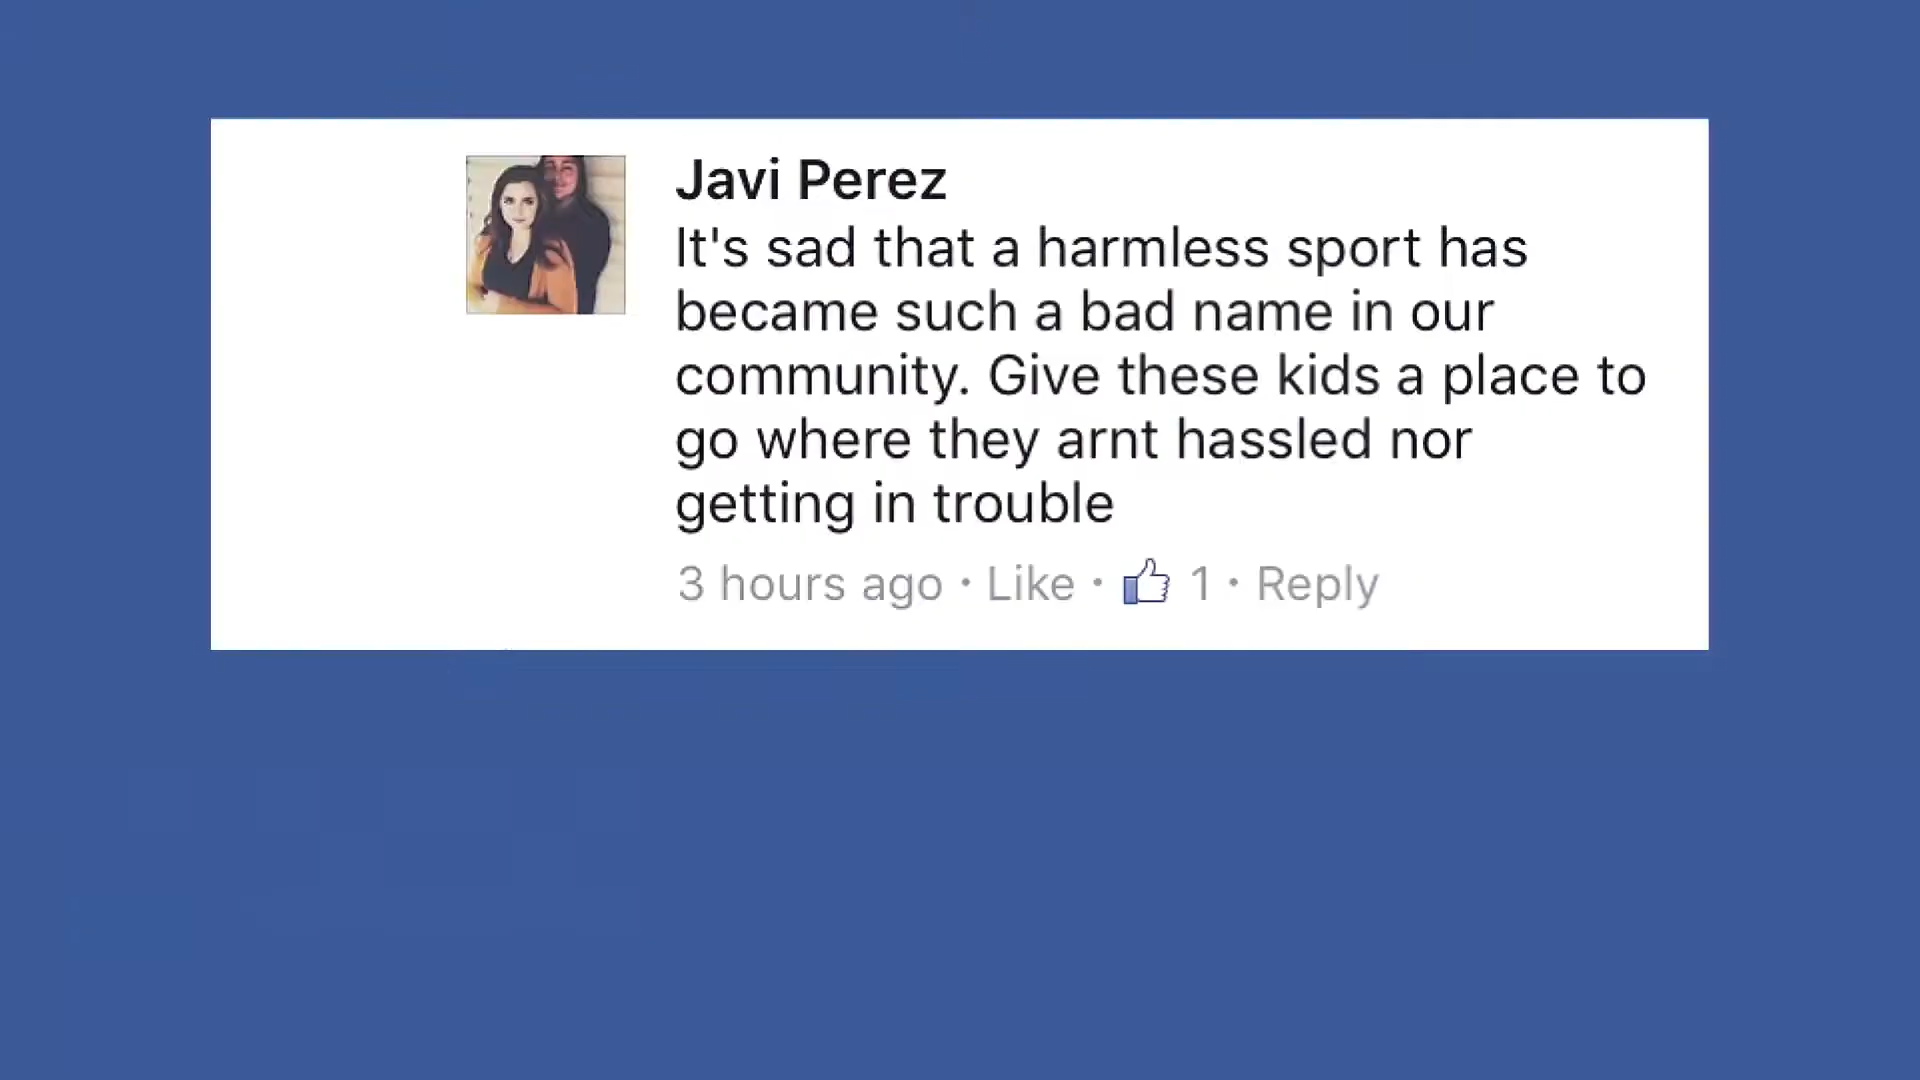 Javi Perez
It's sad that a harmless sport has
became such a bad name in our
community. Give these kids a place to
go where they arnt hassled nor
getting in trouble
3 hours ago • Like • 1 • Reply